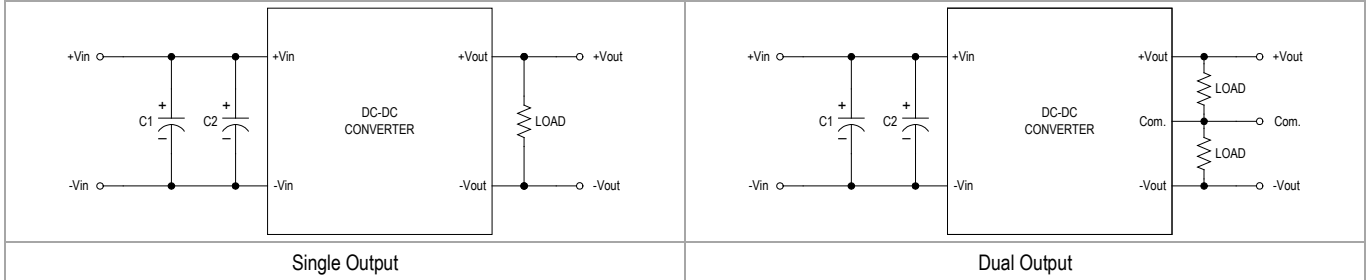 +Vin
+Vin
+Vout
+Vout
+
C1
–
+
C2
–
DC-DC
CONVERTER
LOAD
-Vin
-Vin
-Vout
-Vout
Single Output
+Vin
+Vin
+Vout
+Vout
LOAD
+
C1
–
+
C2
–
DC-DC
CONVERTER
Com.
Com.
LOAD
-Vin
-Vin
-Vout
-Vout
Dual Output